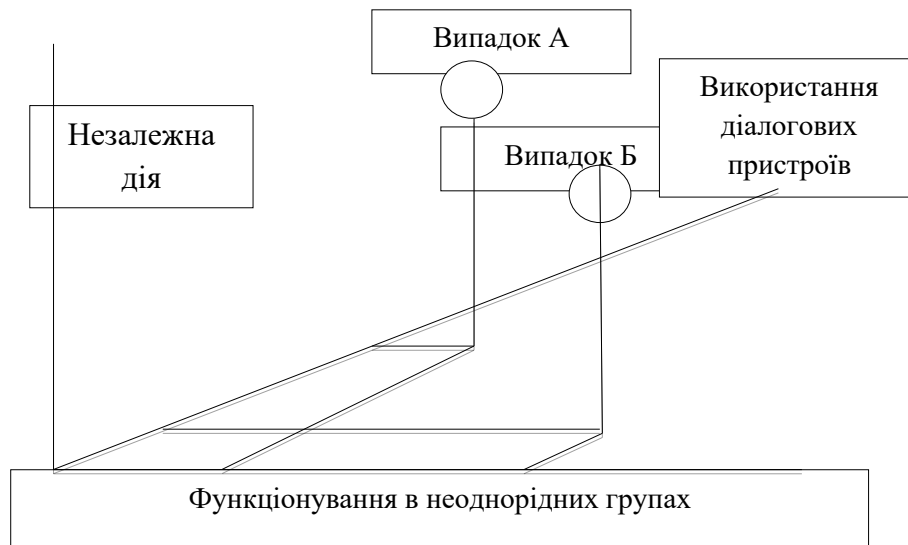 Випадок А
Використання
діалогових
пристроїв
Незалежна
дія
Випадок Б
Функціонування в неоднорідних групах